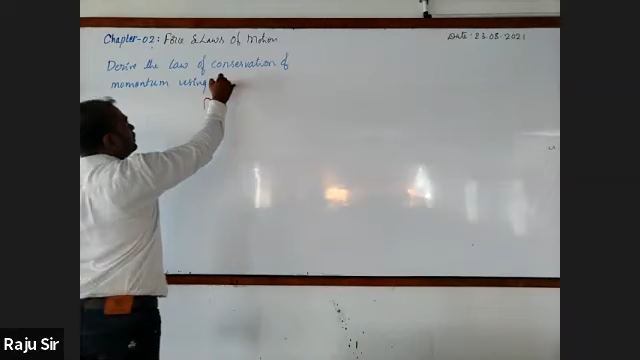 Chapter-02: Force & Laws Of Motion
Date: 23.08.2021
Derive the law of conservation of
momentum using
Raju Sir